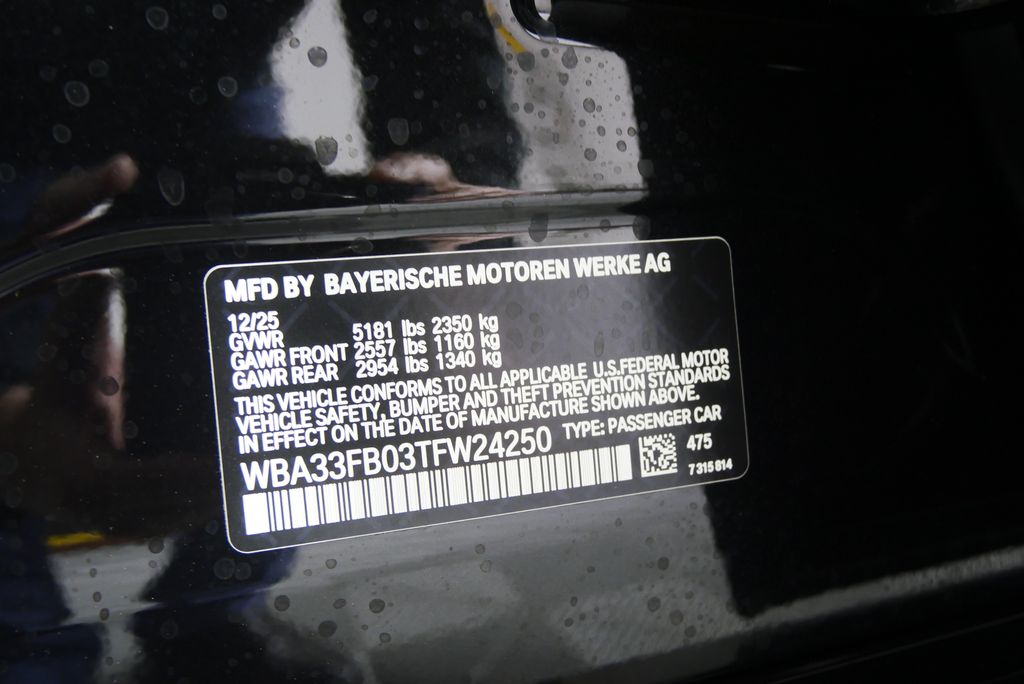 MFD BY BAYERISCHE MOTOREN WERKE AG
12/25
GVWR 5181 lbs 2350 kg
GAWR FRONT 2557 lbs 1160 kg
GAWR REAR 2954 lbs 1340 kg
THIS VEHICLE CONFORMS TO ALL APPLICABLE U.S.FEDERAL MOTOR
VEHICLE SAFETY, BUMPER AND THEFT PREVENTION STANDARDS
IN EFFECT ON THE DATE OF MANUFACTURE SHOWN ABOVE.
WBA33FB03TFW24250 TYPE: PASSENGER CAR
475
7 315 814